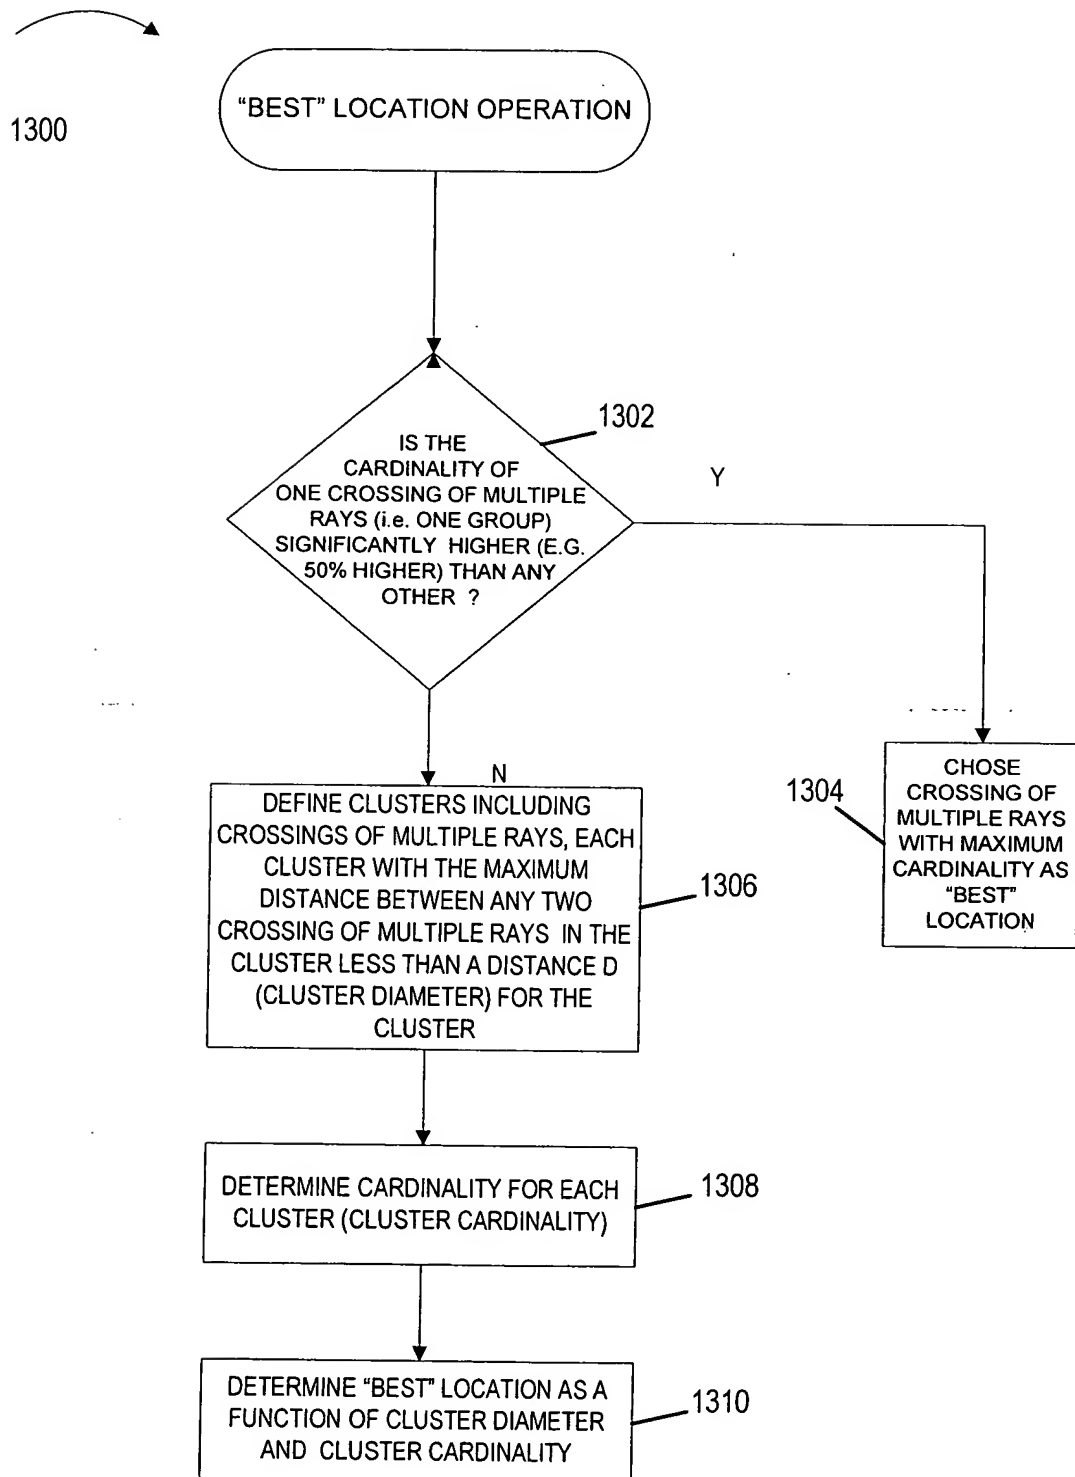 1300
“BEST” LOCATION OPERATION
1302
IS THE
CARDINALITY OF
ONE CROSSING OF MULTIPLE
RAYS (i.e. ONE GROUP)
SIGNIFICANTLY HIGHER (E.G.
50% HIGHER) THAN ANY
OTHER ?
Y
N
1304
CHOSE
CROSSING OF
MULTIPLE RAYS
WITH MAXIMUM
CARDINALITY AS
“BEST”
LOCATION
DEFINE CLUSTERS INCLUDING
CROSSINGS OF MULTIPLE RAYS, EACH
CLUSTER WITH THE MAXIMUM
DISTANCE BETWEEN ANY TWO
CROSSING OF MULTIPLE RAYS IN THE
CLUSTER LESS THAN A DISTANCE D
(CLUSTER DIAMETER) FOR THE
CLUSTER
1306
DETERMINE CARDINALITY FOR EACH
CLUSTER (CLUSTER CARDINALITY)
1308
DETERMINE “BEST” LOCATION AS A
FUNCTION OF CLUSTER DIAMETER
AND CLUSTER CARDINALITY
1310